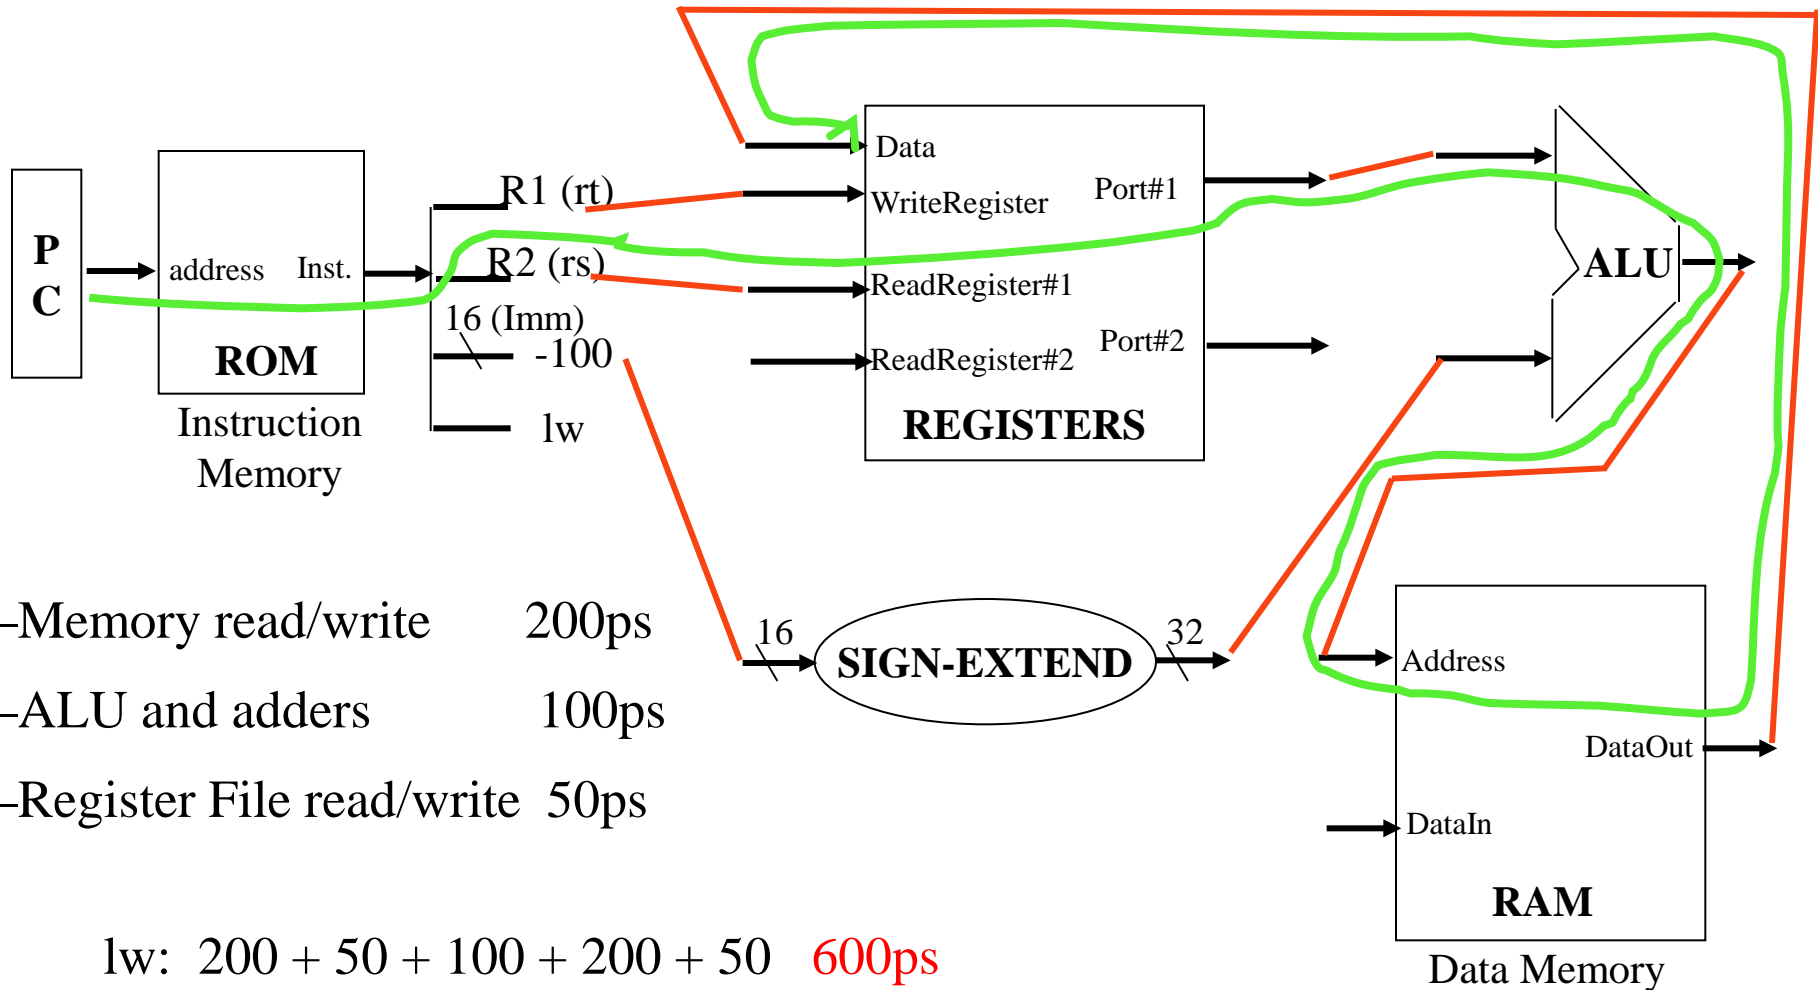 P
C
address Inst.
ROM
Instruction
Memory
R1 (rt)
R2 (rs)
16 (Imm)
-100
lw
Data
WriteRegister
ReadRegister#1
ReadRegister#2
Port#1
Port#2
REGISTERS
ALU
16
SIGN-EXTEND
32
Address
DataOut
DataIn
RAM
Data Memory
–Memory read/write 200ps
–ALU and adders 100ps
–Register File read/write 50ps
lw: 200 + 50 + 100 + 200 + 50 600ps